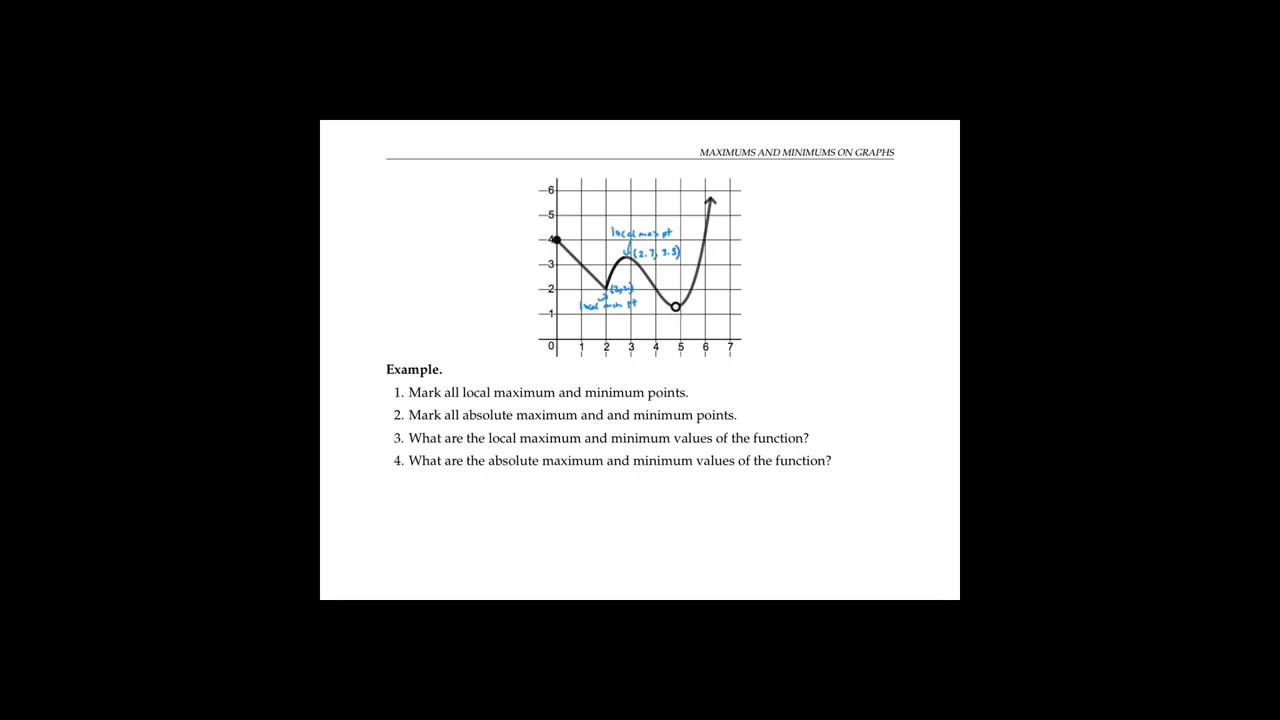 MAXIMUMS AND MINIMUMS ON GRAPHS
6
5
4
local max pt
(2.7, 3.3)
3
2
(2,2)
local min pt
1
0 1 2 3 4 5 6 7
Example.
1. Mark all local maximum and minimum points.
2. Mark all absolute maximum and and minimum points.
3. What are the local maximum and minimum values of the function?
4. What are the absolute maximum and minimum values of the function?